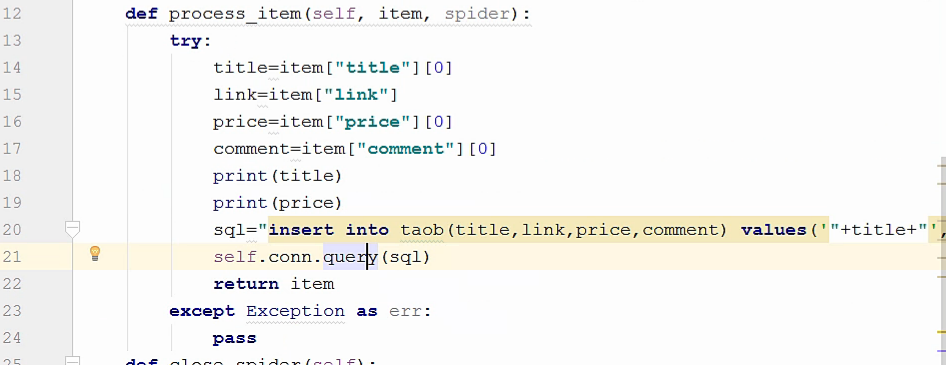 12 def process_item(self, item, spider):
13 try:
14 title=item["title"][0]
15 link=item["link"]
16 price=item["price"][0]
17 comment=item["comment"][0]
18 print(title)
19 print(price)
20 sql="insert into taob(title,link,price,comment) values('"+title+"',
21 self.conn.query(sql)
22 return item
23 except Exception as err:
24 pass
25 def close_spider(self):